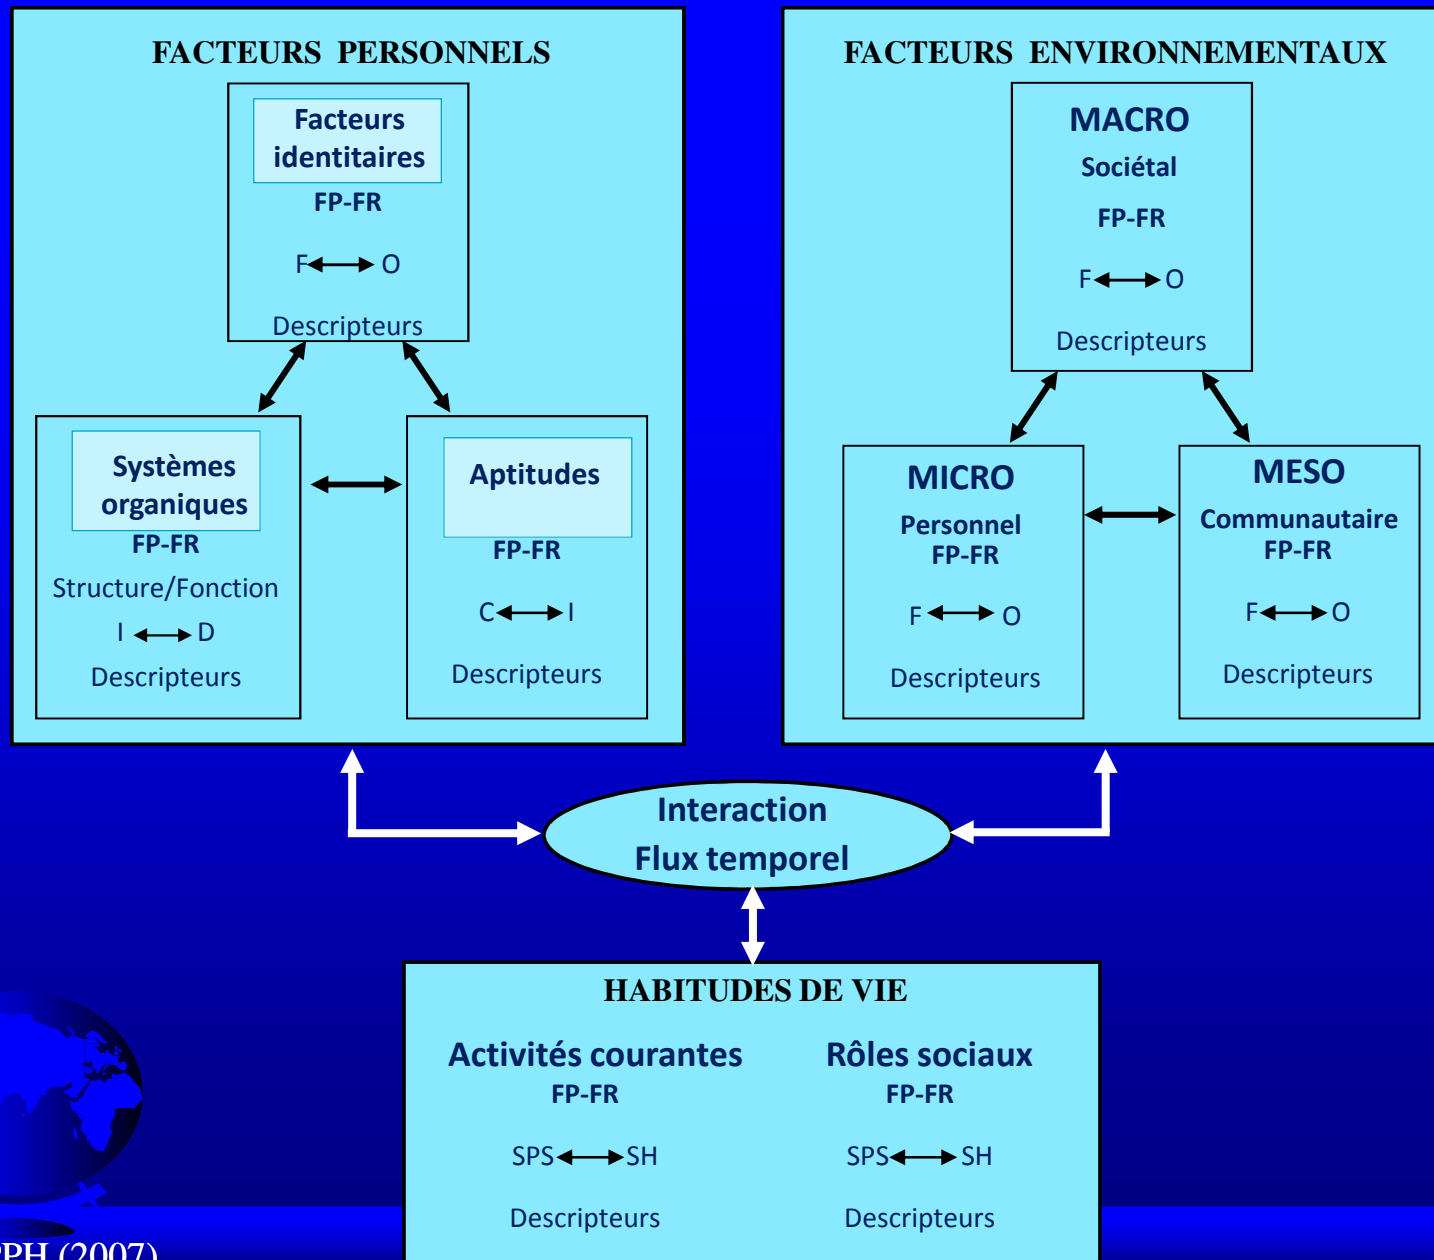 FACTEURS PERSONNELS
Facteurs
identitaires
FP-FR
F O
Descripteurs
Systèmes
organiques
FP-FR
Structure/Fonction
I D
Descripteurs
Aptitudes
FP-FR
C I
Descripteurs
FACTEURS ENVIRONNEMENTAUX
MACRO
Sociétal
FP-FR
F O
Descripteurs
MICRO
Personnel
FP-FR
F O
Descripteurs
MESO
Communautaire
FP-FR
F O
Descripteurs
Interaction
Flux temporel
HABITUDES DE VIE
Activités courantes
FP-FR
SPS SH
Descripteurs
Rôles sociaux
FP-FR
SPS SH
Descripteurs
(2007)